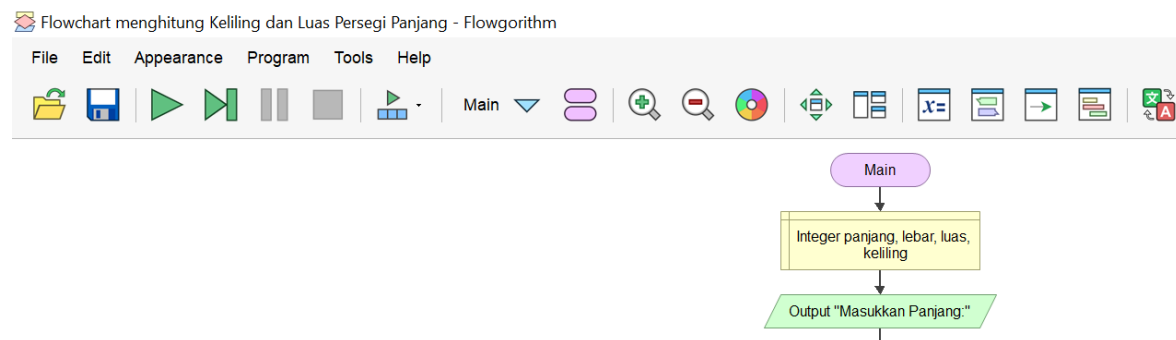 Flowchart menghitung Keliling dan Luas Persegi Panjang - Flowgorithm
File Edit Appearance Program Tools Help
Main
x=
文
A
Main
Integer panjang, lebar, luas,
keliling
Output "Masukkan Panjang:"